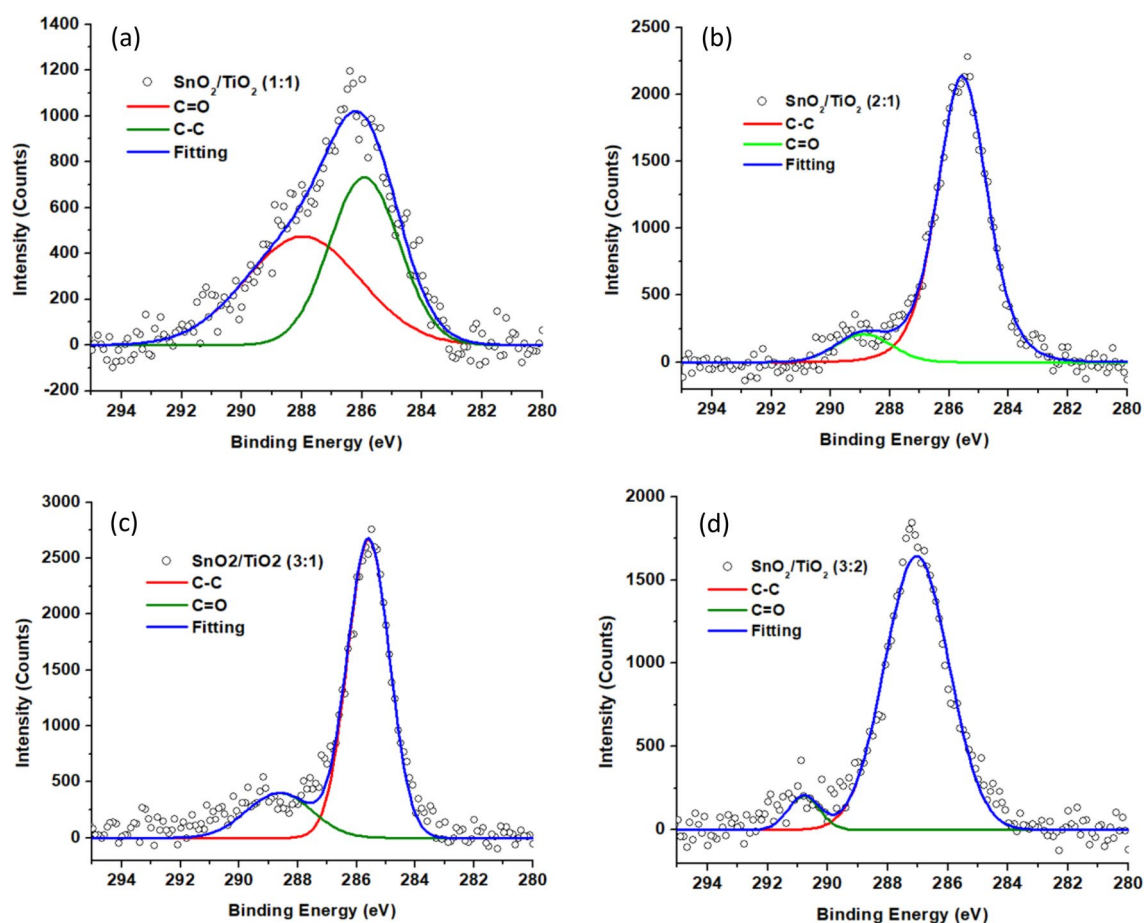 (a)
1400
1200
1000
800
600
400
200
0
-200
SnO₂/TiO₂ (1:1)
C=O
C-C
Fitting
Intensity (Counts)
294 292 290 288 286 284 282 280
Binding Energy (eV)
(b)
2500
2000
1500
1000
500
0
SnO₂/TiO₂ (2:1)
C-C
C=O
Fitting
Intensity (Counts)
294 292 290 288 286 284 282 280
Binding Energy (eV)
(c)
3000
2500
2000
1500
1000
500
0
SnO2/TiO2 (3:1)
C-C
C=O
Fitting
Intensity (Counts)
294 292 290 288 286 284 282 280
Binding Energy (eV)
(d)
2000
1500
1000
500
0
SnO₂/TiO₂ (3:2)
C-C
C=O
Fitting
Intensity (Counts)
294 292 290 288 286 284 282 280
Binding Energy (eV)